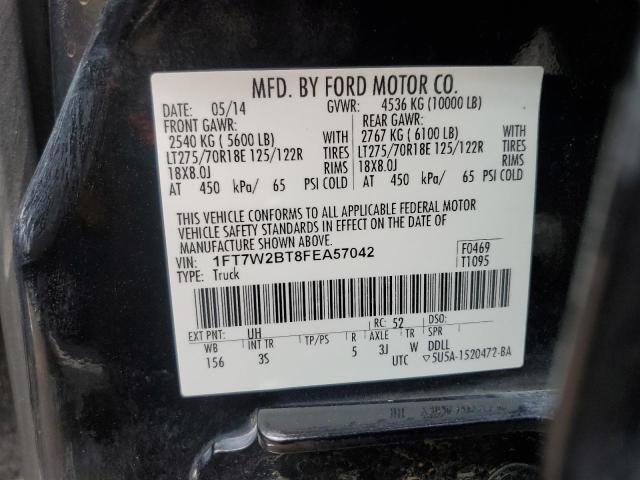 MFD. BY FORD MOTOR CO.
DATE: 05/14 GVWR: 4536 KG (10000 LB)
FRONT GAWR: REAR GAWR:
2540 KG ( 5600 LB) WITH 2767 KG ( 6100 LB) WITH
LT275/70R18E 125/122R TIRES LT275/70R18E 125/122R TIRES
18X8.0J RIMS 18X8.0J RIMS
AT 450 kPa/ 65 PSI COLD AT 450 kPa/ 65 PSI COLD
THIS VEHICLE CONFORMS TO ALL APPLICABLE FEDERAL MOTOR
VEHICLE SAFETY STANDARDS IN EFFECT ON THE DATE OF
MANUFACTURE SHOWN ABOVE.
VIN: 1FT7W2BT8FEA57042 F0469
TYPE: Truck T1095
EXT PNT: UH RC: 52 DSO:
WB INT TR TP/PS R AXLE TR SPR
156 3S 5 3J W DDLL
UTC ▽5U5A-1520472-BA